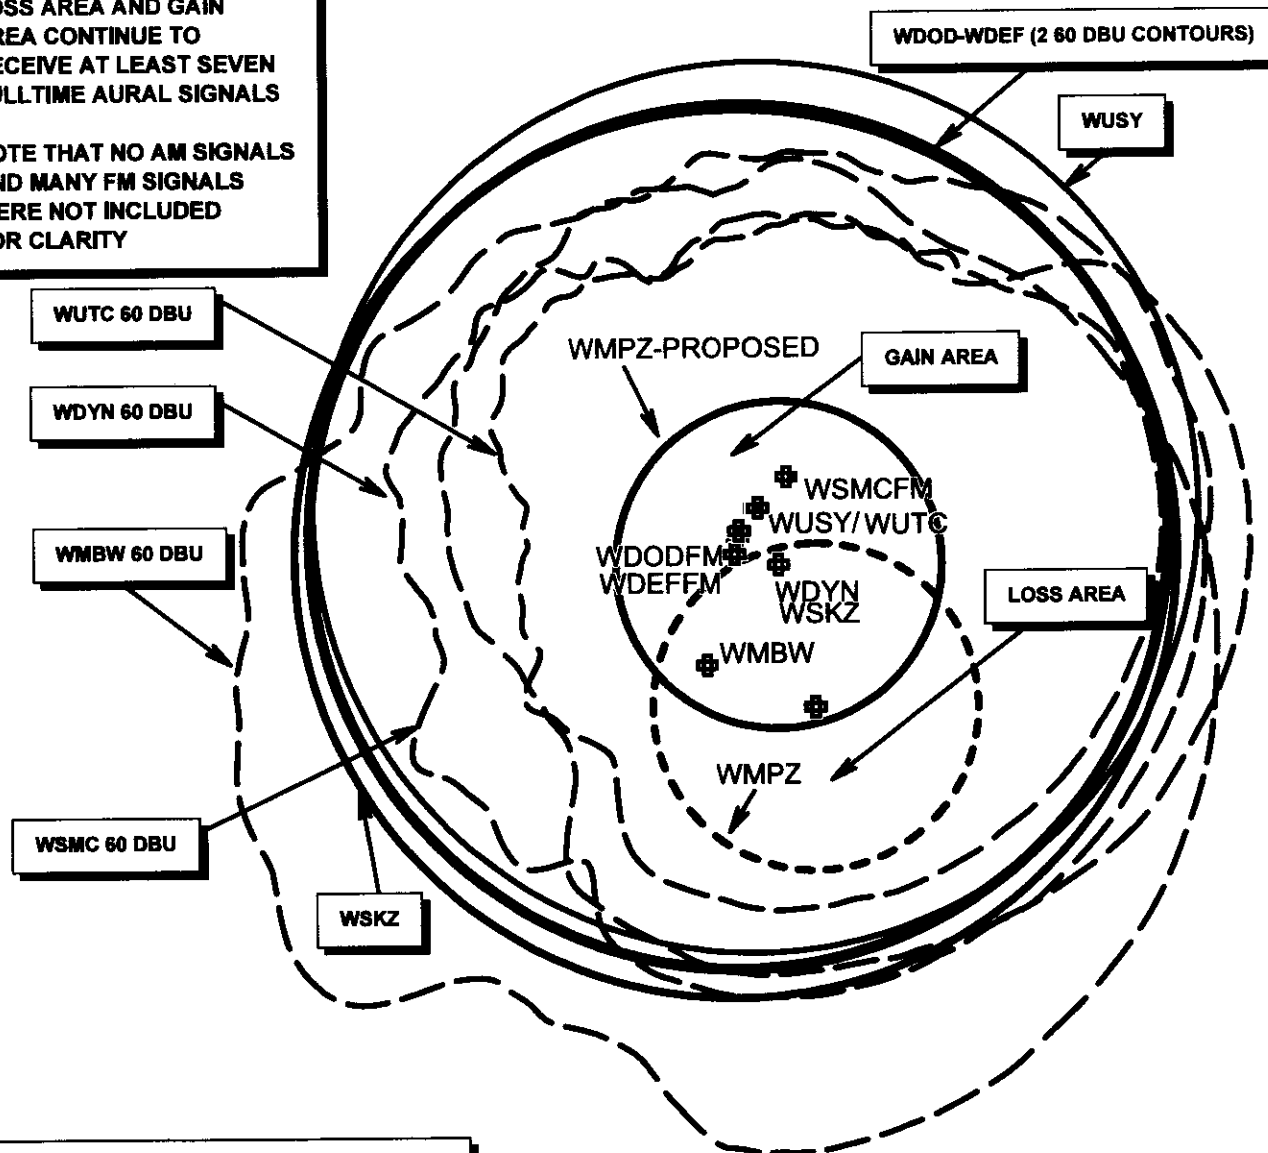 OSS AREA AND GAIN
REA CONTINUE TO
ECEIVE AT LEAST SEVEN
ULLTIME AURAL SIGNALS
OTE THAT NO AM SIGNALS
ND MANY FM SIGNALS
ERE NOT INCLUDED
OR CLARITY
WDOD-WDEF (2 60 DBU CONTOURS)
WUSY
WUTC 60 DBU
WMPZ-PROPOSED
GAIN AREA
WDYN 60 DBU
WSMCFM
WUSY/ WUTC
WMBW 60 DBU
WDODFM
WDEFFM
WDYN
WSKZ
LOSS AREA
WMBW
WMPZ
WSMC 60 DBU
WSKZ